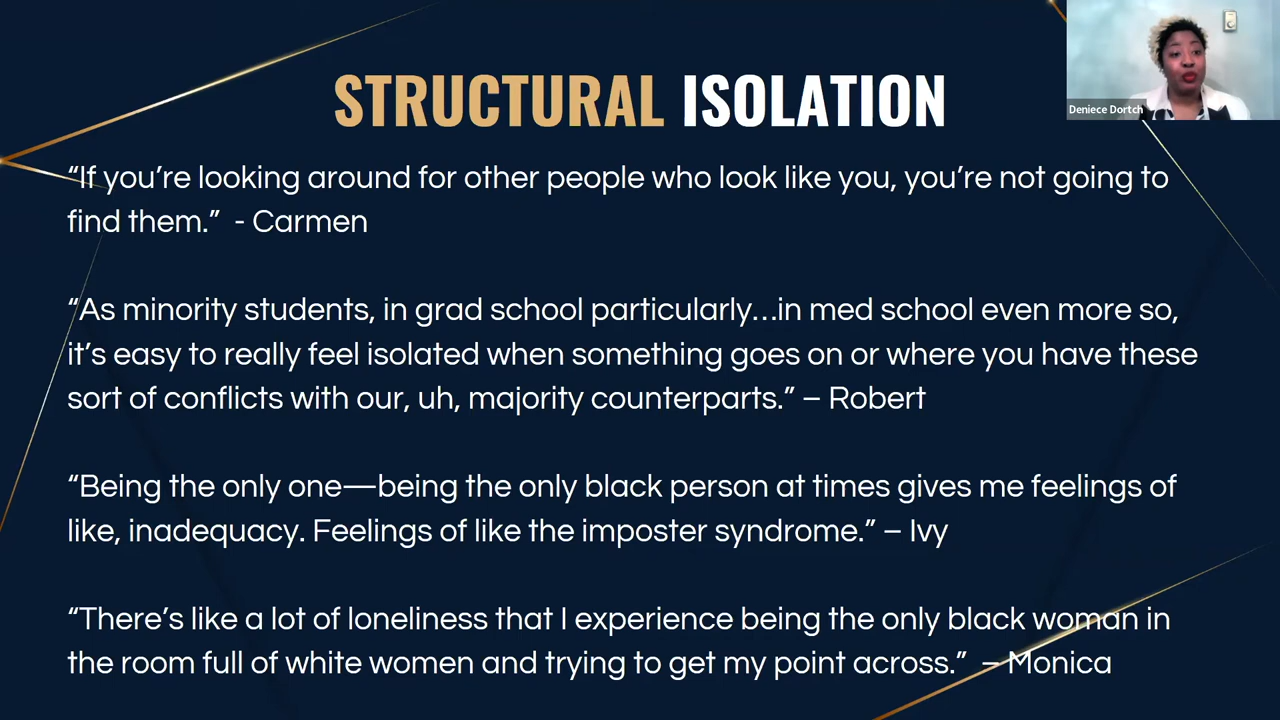 Deniece Dortch
STRUCTURAL ISOLATION
“If you’re looking around for other people who look like you, you’re not going to
find them.”  - Carmen
“As minority students, in grad school particularly…in med school even more so,
it’s easy to really feel isolated when something goes on or where you have these
sort of conflicts with our, uh, majority counterparts.” – Robert
“Being the only one—being the only black person at times gives me feelings of
like, inadequacy. Feelings of like the imposter syndrome.” – Ivy
“There’s like a lot of loneliness that I experience being the only black woman in
the room full of white women and trying to get my point across.”  – Monica